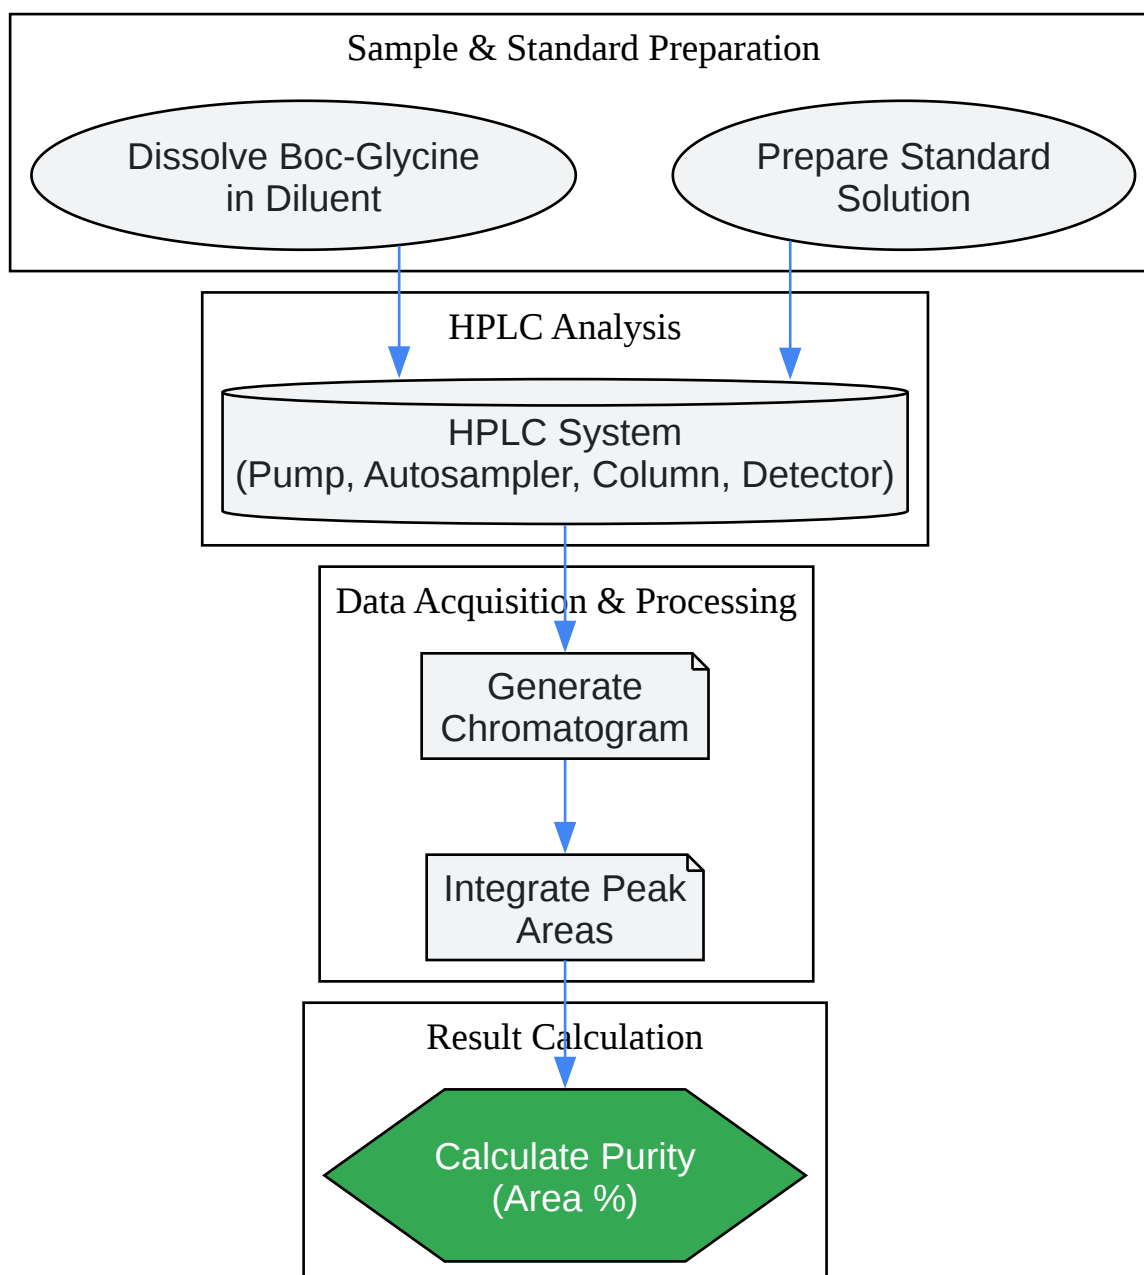 Sample & Standard Preparation
Dissolve Boc-Glycine
in Diluent
Prepare Standard
Solution
HPLC Analysis
HPLC System
(Pump, Autosampler, Column, Detector)
Data Acquisition & Processing
Generate
Chromatogram
Integrate Peak
Areas
Result Calculation
Calculate Purity
(Area %)